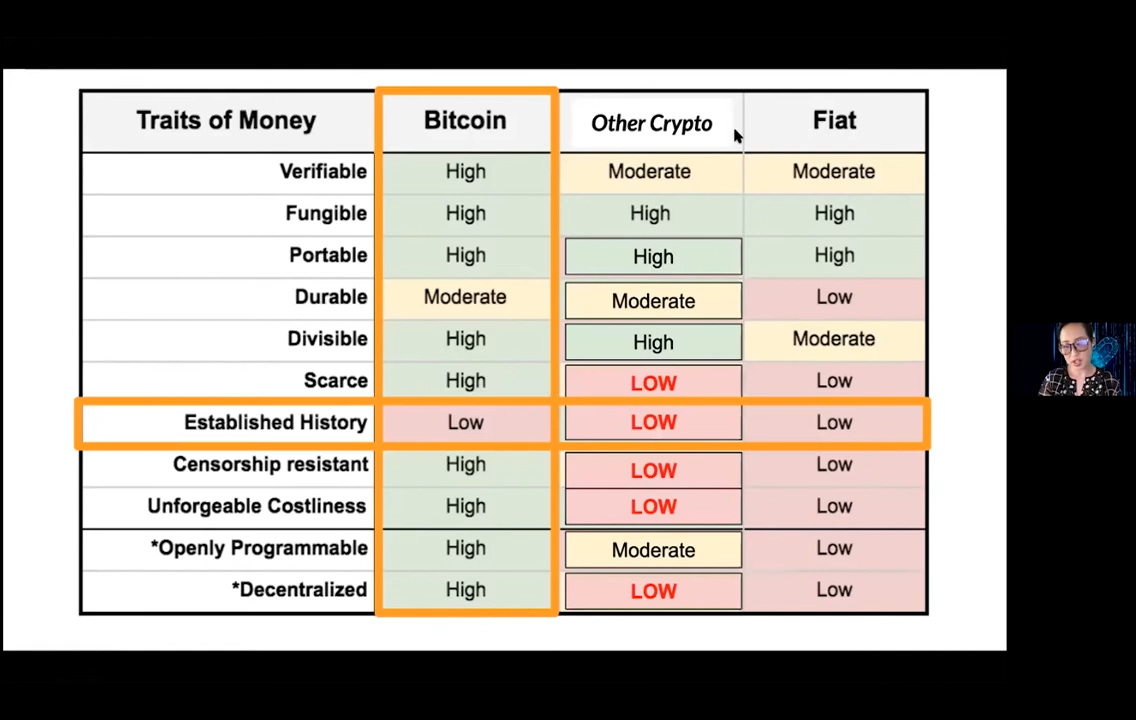 Traits of Money Bitcoin Other Crypto Fiat
Verifiable High Moderate Moderate
Fungible High High High
Portable High High High
Durable Moderate Moderate Low
Divisible High High Moderate
Scarce High LOW Low
Established History Low LOW Low
Censorship resistant High LOW Low
Unforgeable Costliness High LOW Low
*Openly Programmable High Moderate Low
*Decentralized High LOW Low